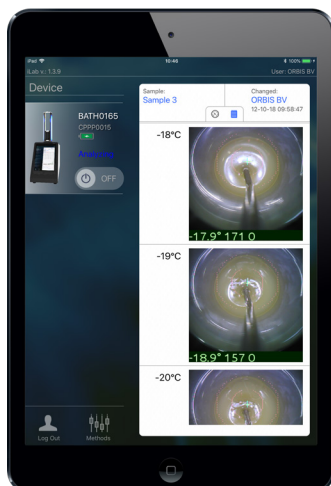 iPad
10:46
100%
iLab v.: 1.3.9
User: ORBIS BV
Device
BATH0165
CPPP0015
Analyzing
OFF
Sample:
Sample 3
Changed:
ORBIS BV
12-10-18 09:58:47
-18°C
-17.9° 171 0
-19°C
-18.9° 157 0
-20°C
Log Out
Methods